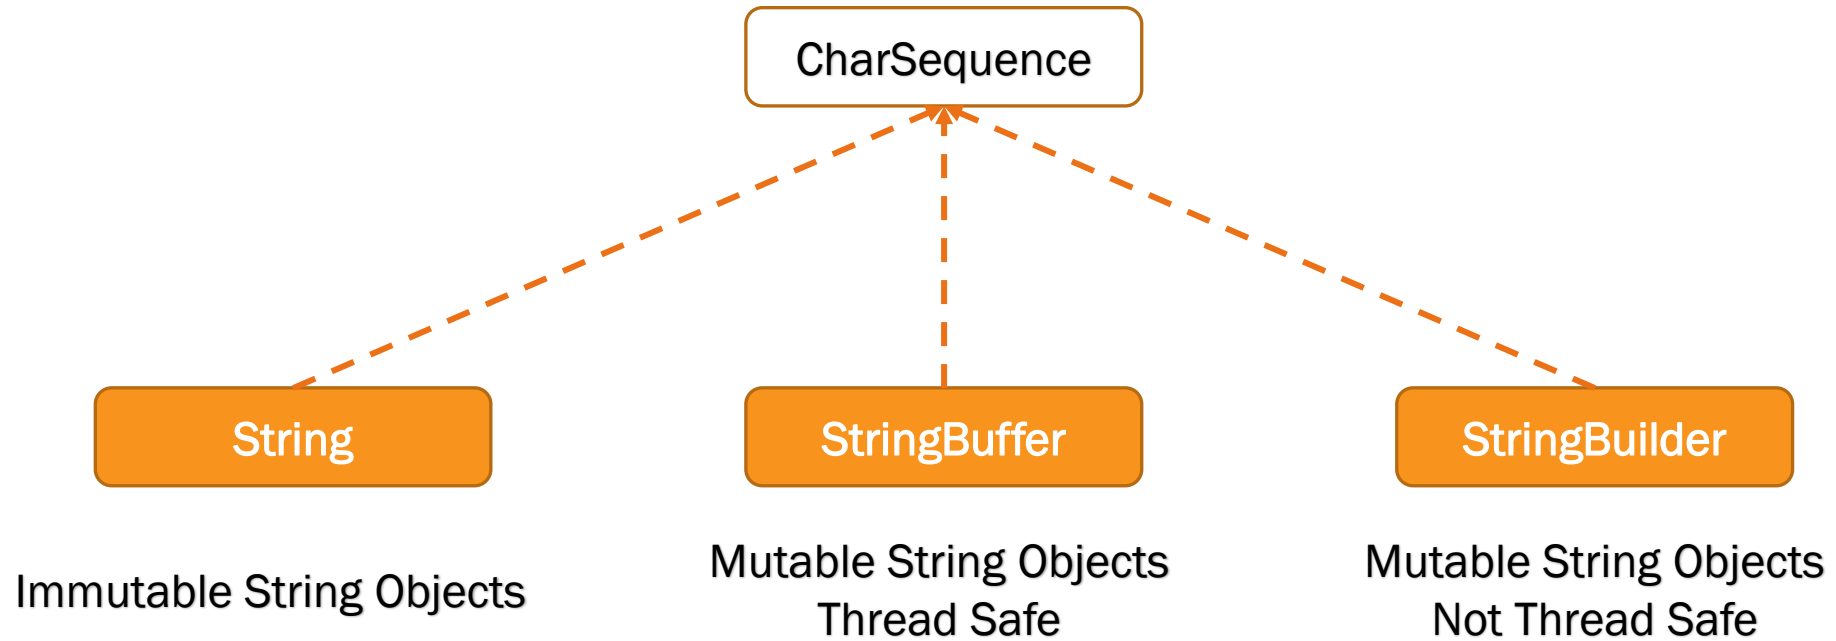 CharSequence
String
StringBuffer
StringBuilder
Immutable String Objects
Mutable String Objects
Thread Safe
Mutable String Objects
Not Thread Safe